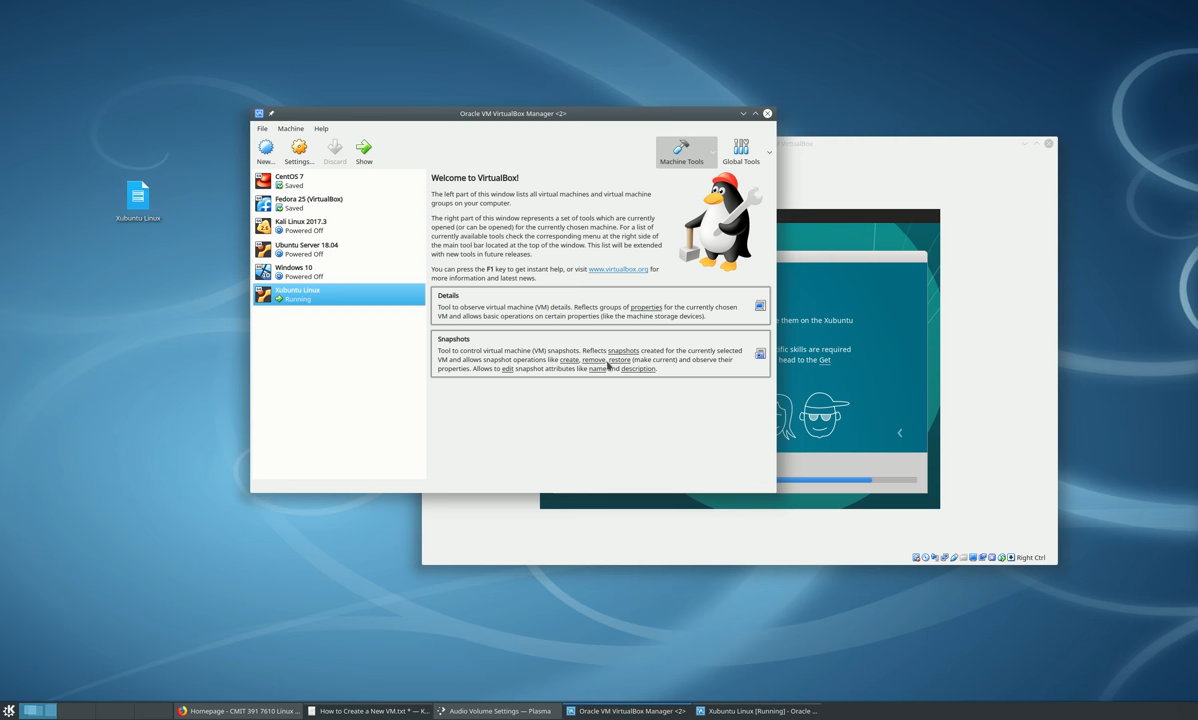 Xubuntu Linux
Oracle VM VirtualBox Manager <2>
File Machine Help
New... Settings... Discard Show
Machine Tools Global Tools
CentOS 7
Saved
Fedora 25 (VirtualBox)
Saved
Kali Linux 2017.3
Powered Off
Ubuntu Server 18.04
Powered Off
Windows 10
Powered Off
Xubuntu Linux
Running
Welcome to VirtualBox!
The left part of this window lists all virtual machines and virtual machine
groups on your computer.
The right part of this window represents a set of tools which are currently
opened (or can be opened) for the currently chosen machine. For a list of
currently available tools check the corresponding menu at the right side of
the main tool bar located at the top of the window. This list will be extended
with new tools in future releases.
You can press the F1 key to get instant help, or visit www.virtualbox.org for
more information and latest news.
Details
Tool to observe virtual machine (VM) details. Reflects groups of properties for the currently chosen
VM and allows basic operations on certain properties (like the machine storage devices).
Snapshots
Tool to control virtual machine (VM) snapshots. Reflects snapshots created for the currently selected
VM and allows snapshot operations like create, remove, restore (make current) and observe their
properties. Allows to edit snapshot attributes like name and description.
VirtualBox
e them on the Xubuntu
ific skills are required
head to the Get
Right Ctrl
Homepage - CMIT 391 7610 Linux ...
How to Create a New VM.txt * — K...
Audio Volume Settings — Plasma
Oracle VM VirtualBox Manager <2>
Xubuntu Linux [Running] - Oracle ...